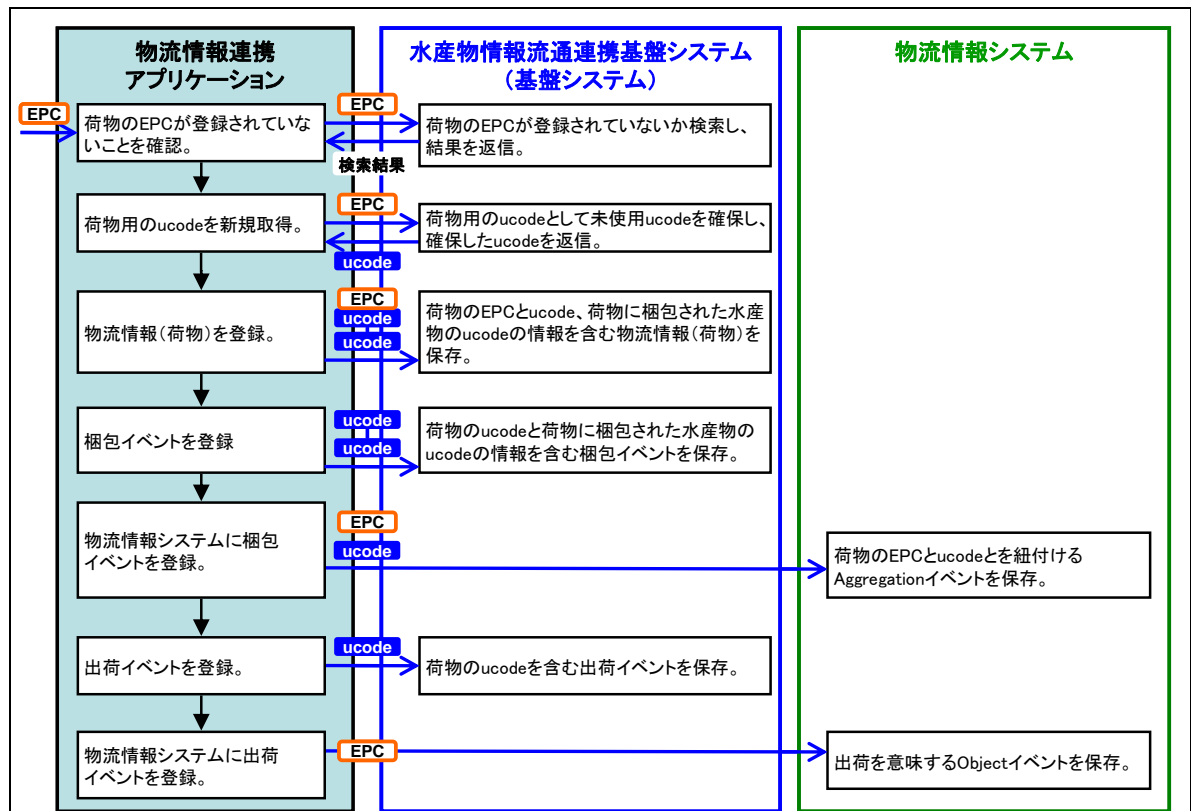 物流情報連携
アプリケーション
水産物情報流通連携基盤システム
（基盤システム）
物流情報システム
EPC
荷物のEPCが登録されていな
いことを確認。
EPC
検索結果
荷物のEPCが登録されていないか検索し、
結果を返信。
荷物用のucodeを新規取得。
EPC
ucode
荷物用のucodeとして未使用ucodeを確保し、
確保したucodeを返信。
物流情報（荷物）を登録。
EPC
ucode
ucode
荷物のEPCとucode、荷物に梱包された水産
物のucodeの情報を含む物流情報（荷物）を
保存。
梱包イベントを登録
ucode
ucode
荷物のucodeと荷物に梱包された水産物の
ucodeの情報を含む梱包イベントを保存。
物流情報システムに梱包
イベントを登録。
EPC
ucode
荷物のEPCとucodeとを紐付ける
Aggregationイベントを保存。
出荷イベントを登録。
ucode
荷物のucodeを含む出荷イベントを保存。
物流情報システムに出荷
イベントを登録。
EPC
出荷を意味するObjectイベントを保存。